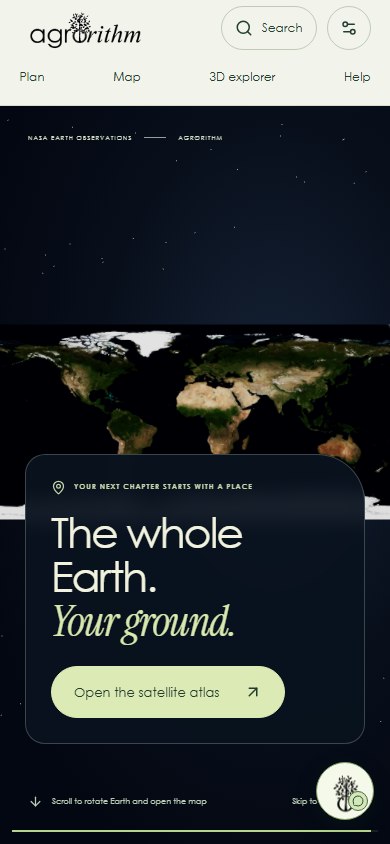 agrorithm
Search
Plan
Map
3D explorer
Help
NASA EARTH OBSERVATIONS
AGRORITHM
YOUR NEXT CHAPTER STARTS WITH A PLACE
The whole
Earth.
Your ground.
Open the satellite atlas
Scroll to rotate Earth and open the map
Skip to